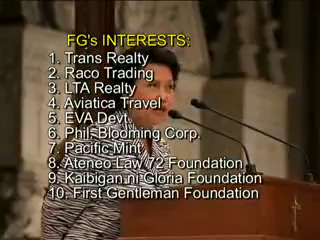 FG's INTERESTS:
1. Trans Realty
2. Raco Trading
3. LTA Realty
4. Aviatica Travel
5. EVA Devt.
6. Phil. Blooming Corp.
7. Pacific Mint
8. Ateneo Law 72 Foundation
9. Kaibigan ni Gloria Foundation
10. First Gentleman Foundation